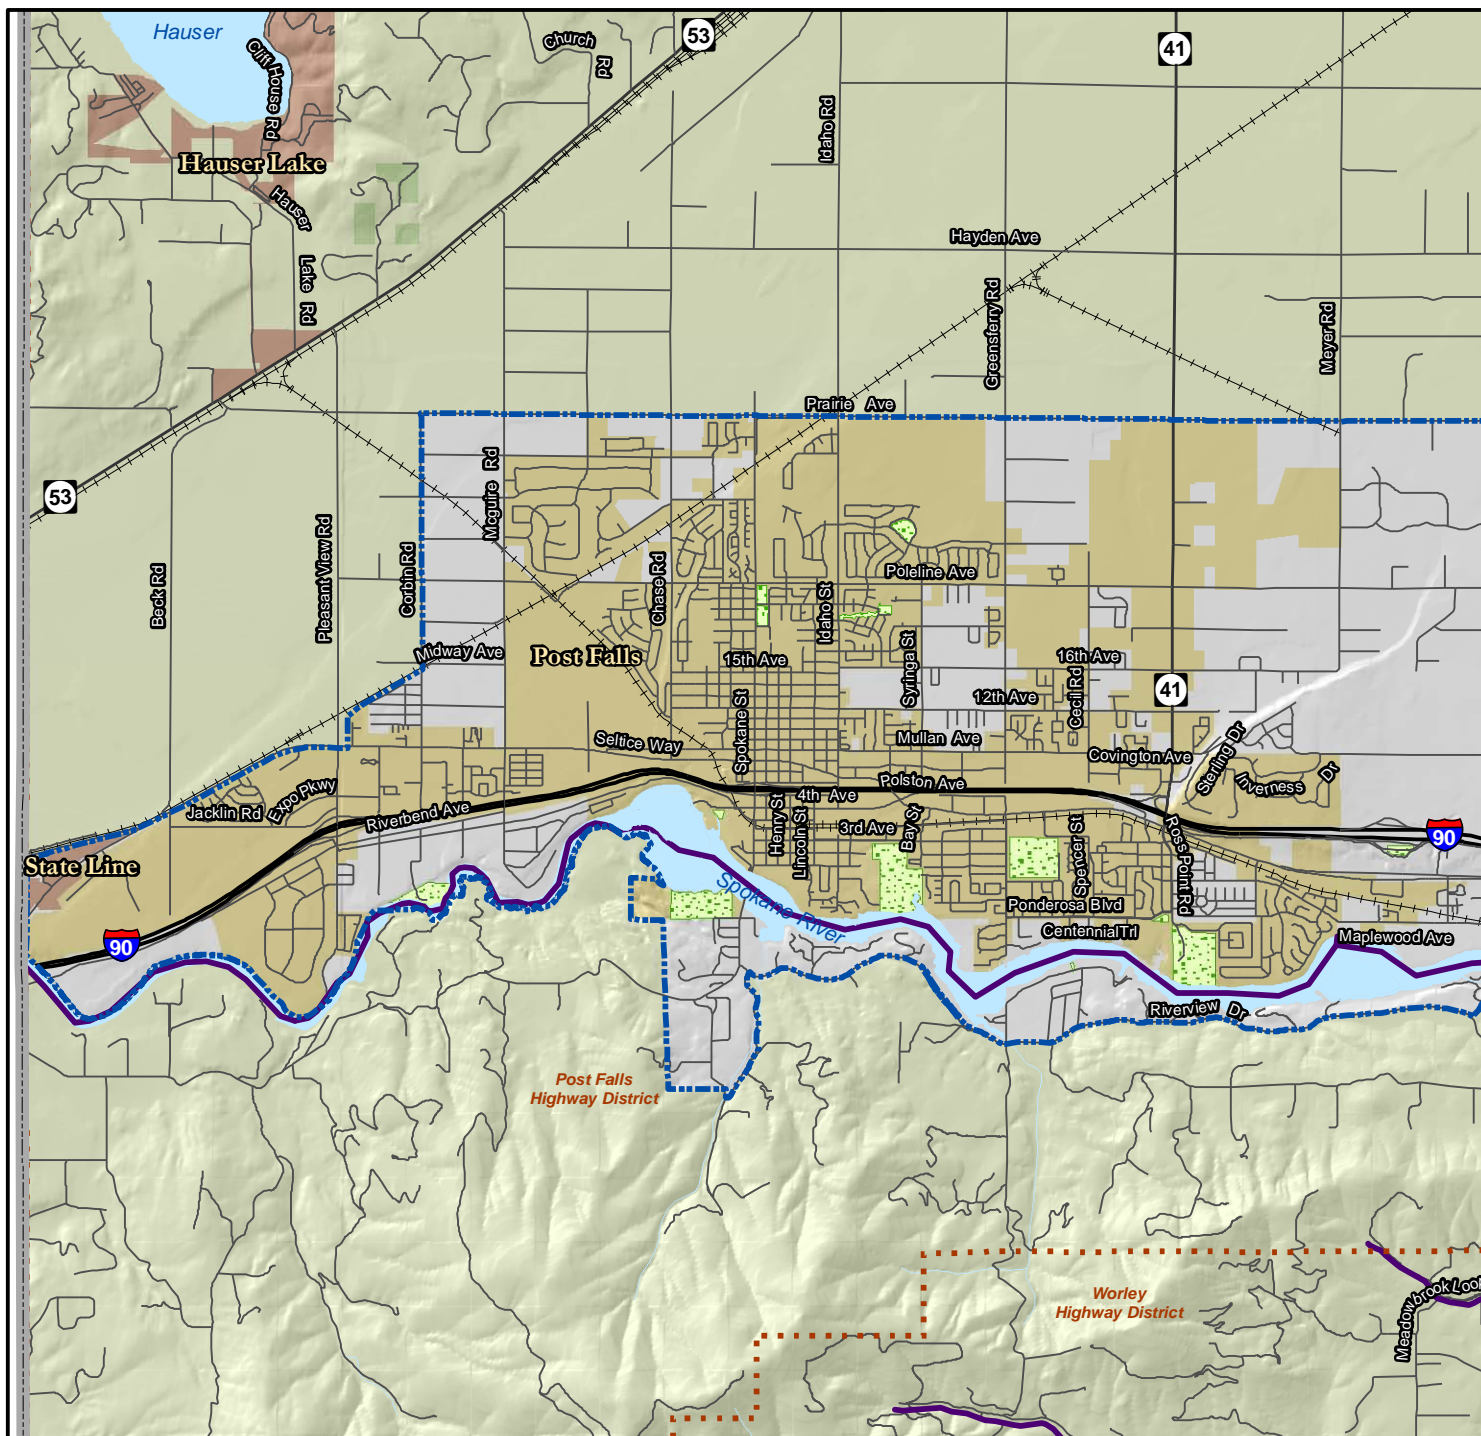 Hauser
Church
Rd
53
41
Cliff House Rd
Idaho Rd
Hauser Lake
Hauser
Lake
Rd
Hayden Ave
Greensferry Rd
Meyer Rd
Prairie Ave
53
Mcguire Rd
Beck Rd
Pleasant View Rd
Corbin Rd
Chase Rd
Idaho St
Poleline Ave
Midway Ave
Post Falls
15th Ave
Syringa St
16th Ave
12th Ave
Cecil Rd
41
Spokane St
Seltice Way
Mullan Ave
Covington Ave
Sterling Dr
Inverness Dr
Jacklin Rd
Expo Pkwy
Riverbend Ave
Polston Ave
4th Ave
Henry St
Lincoln St
3rd Ave
Bay St
Spencer St
Ross Point Rd
90
State Line
Spokane River
Ponderosa Blvd
Centennial Trl
Maplewood Ave
90
Riverview Dr
Post Falls
Highway District
Worley
Highway District
Meadowbrook Loop